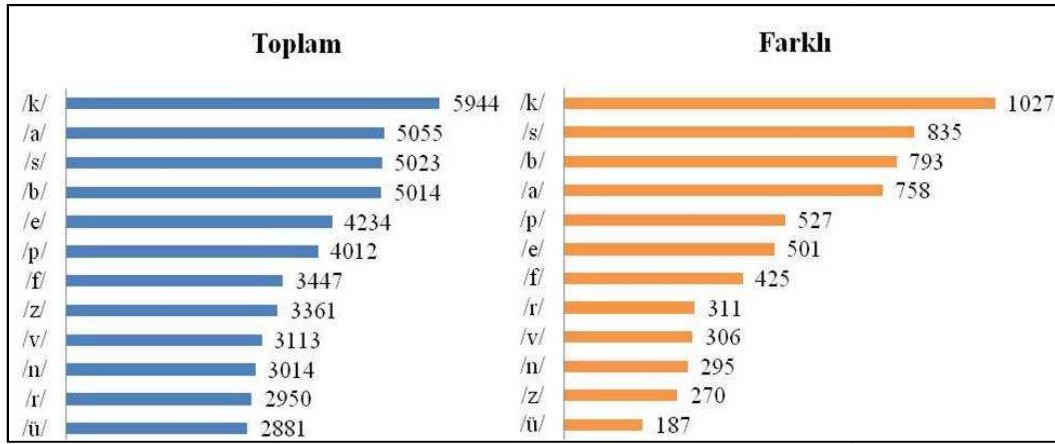 Toplam
/k/ 5944
/a/ 5055
/s/ 5023
/b/ 5014
/e/ 4234
/p/ 4012
/f/ 3447
/z/ 3361
/v/ 3113
/n/ 3014
/r/ 2950
/ü/ 2881
Farklı
/k/ 1027
/s/ 835
/b/ 793
/a/ 758
/p/ 527
/e/ 501
/f/ 425
/r/ 311
/v/ 306
/n/ 295
/z/ 270
/ü/ 187